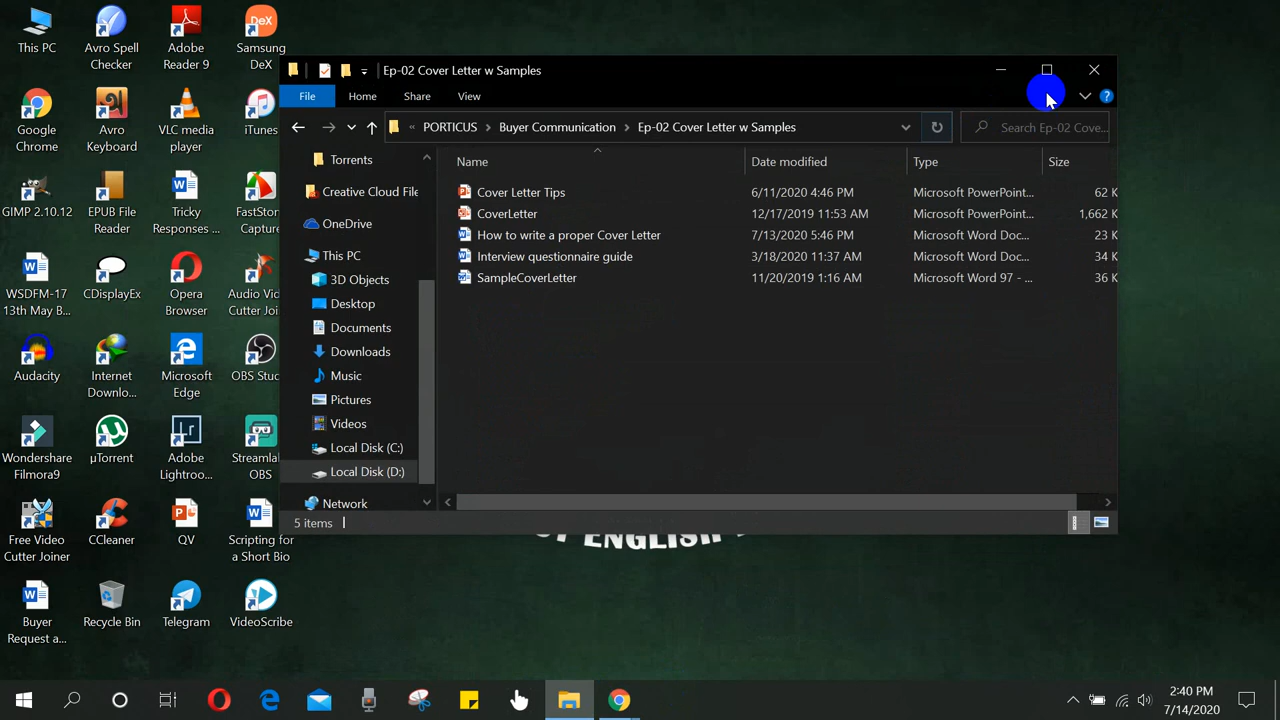 This PC
Avro Spell
Checker
Adobe
Reader 9
Samsung
DeX
Google
Chrome
Avro
Keyboard
VLC media
player
iTunes
GIMP 2.10.12
EPUB File
Reader
Tricky
Responses ...
FastSton
Capture
WSDFM-17
13th May B...
CDisplayEx
Opera
Browser
Audio Vid
Cutter Joi
Audacity
Internet
Downlo...
Microsoft
Edge
OBS Stu
Wondershare
Filmora9
µTorrent
Adobe
Lightroo...
Streamla
OBS
Free Video
Cutter Joiner
CCleaner
QV
Scripting for
a Short Bio
Buyer
Request a...
Recycle Bin
Telegram
VideoScribe
Ep-02 Cover Letter w Samples
File Home Share View
« PORTICUS > Buyer Communication > Ep-02 Cover Letter w Samples
Search Ep-02 Cove...
Torrents
Creative Cloud File
OneDrive
This PC
3D Objects
Desktop
Documents
Downloads
Music
Pictures
Videos
Local Disk (C:)
Local Disk (D:)
Network
Name Date modified Type Size
Cover Letter Tips 6/11/2020 4:46 PM Microsoft PowerPoint... 62 K
CoverLetter 12/17/2019 11:53 AM Microsoft PowerPoint... 1,662 K
How to write a proper Cover Letter 7/13/2020 5:46 PM Microsoft Word Doc... 23 K
Interview questionnaire guide 3/18/2020 11:37 AM Microsoft Word Doc... 34 K
SampleCoverLetter 11/20/2019 1:16 AM Microsoft Word 97 - ... 36 K
5 items
OF ENGLISH
2:40 PM
7/14/2020